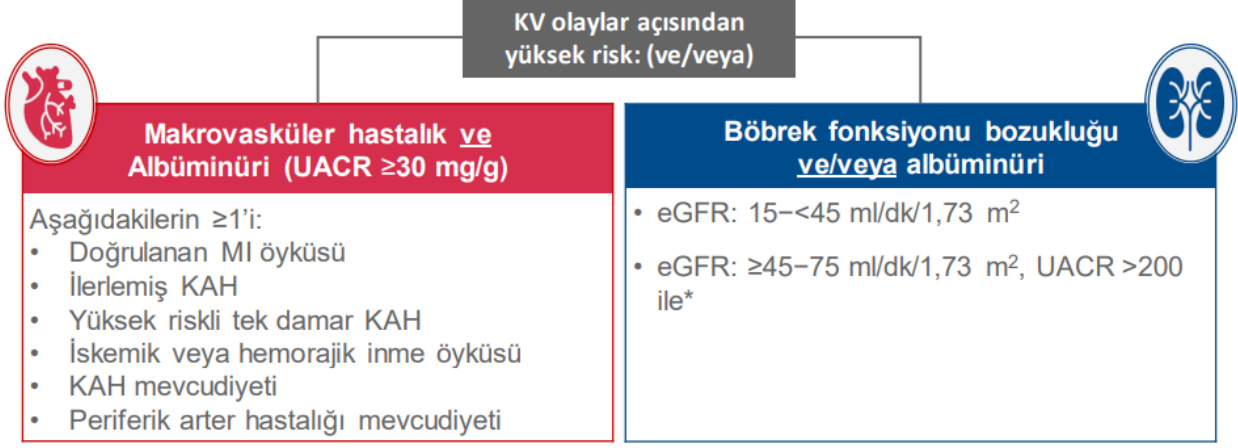 KV olaylar açısından
yüksek risk: (ve/veya)
Makrovasküler hastalık ve
Albüminüri (UACR ≥30 mg/g)
Aşağıdakilerin ≥1’i:
• Doğrulanan MI öyküsü
• İlerlemiş KAH
• Yüksek riskli tek damar KAH
• İskemik veya hemorajik inme öyküsü
• KAH mevcudiyeti
• Periferik arter hastalığı mevcudiyeti
Böbrek fonksiyonu bozukluğu
ve/veya albüminüri
• eGFR: 15−<45 ml/dk/1,73 m²
• eGFR: ≥45−75 ml/dk/1,73 m², UACR >200
ile*